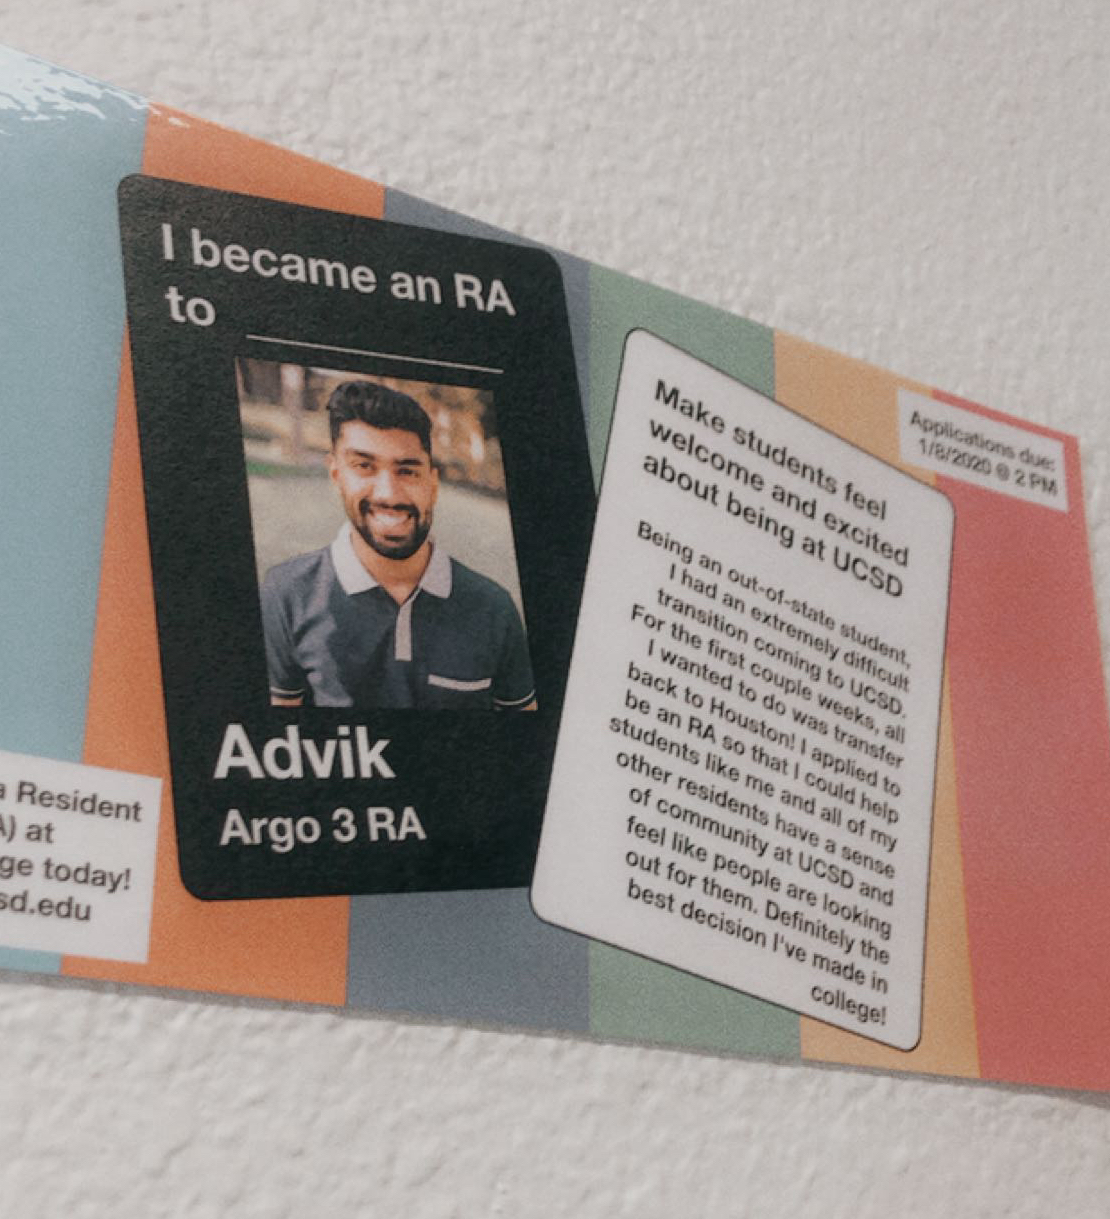 I became an RA
to
Advik
Argo 3 RA
Make students feel
welcome and excited
about being at UCSD
Being an out-of-state student,
I had an extremely difficult
transition coming to UCSD.
For the first couple weeks, all
I wanted to do was transfer
back to Houston! I applied to
be an RA so that I could help
students like me and all of my
other residents have a sense
of community at UCSD and
feel like people are looking
out for them. Definitely the
best decision I've made in
college!
Applications due:
1/8/2020 @ 2 PM
a Resident
A) at
ge today!
sd.edu